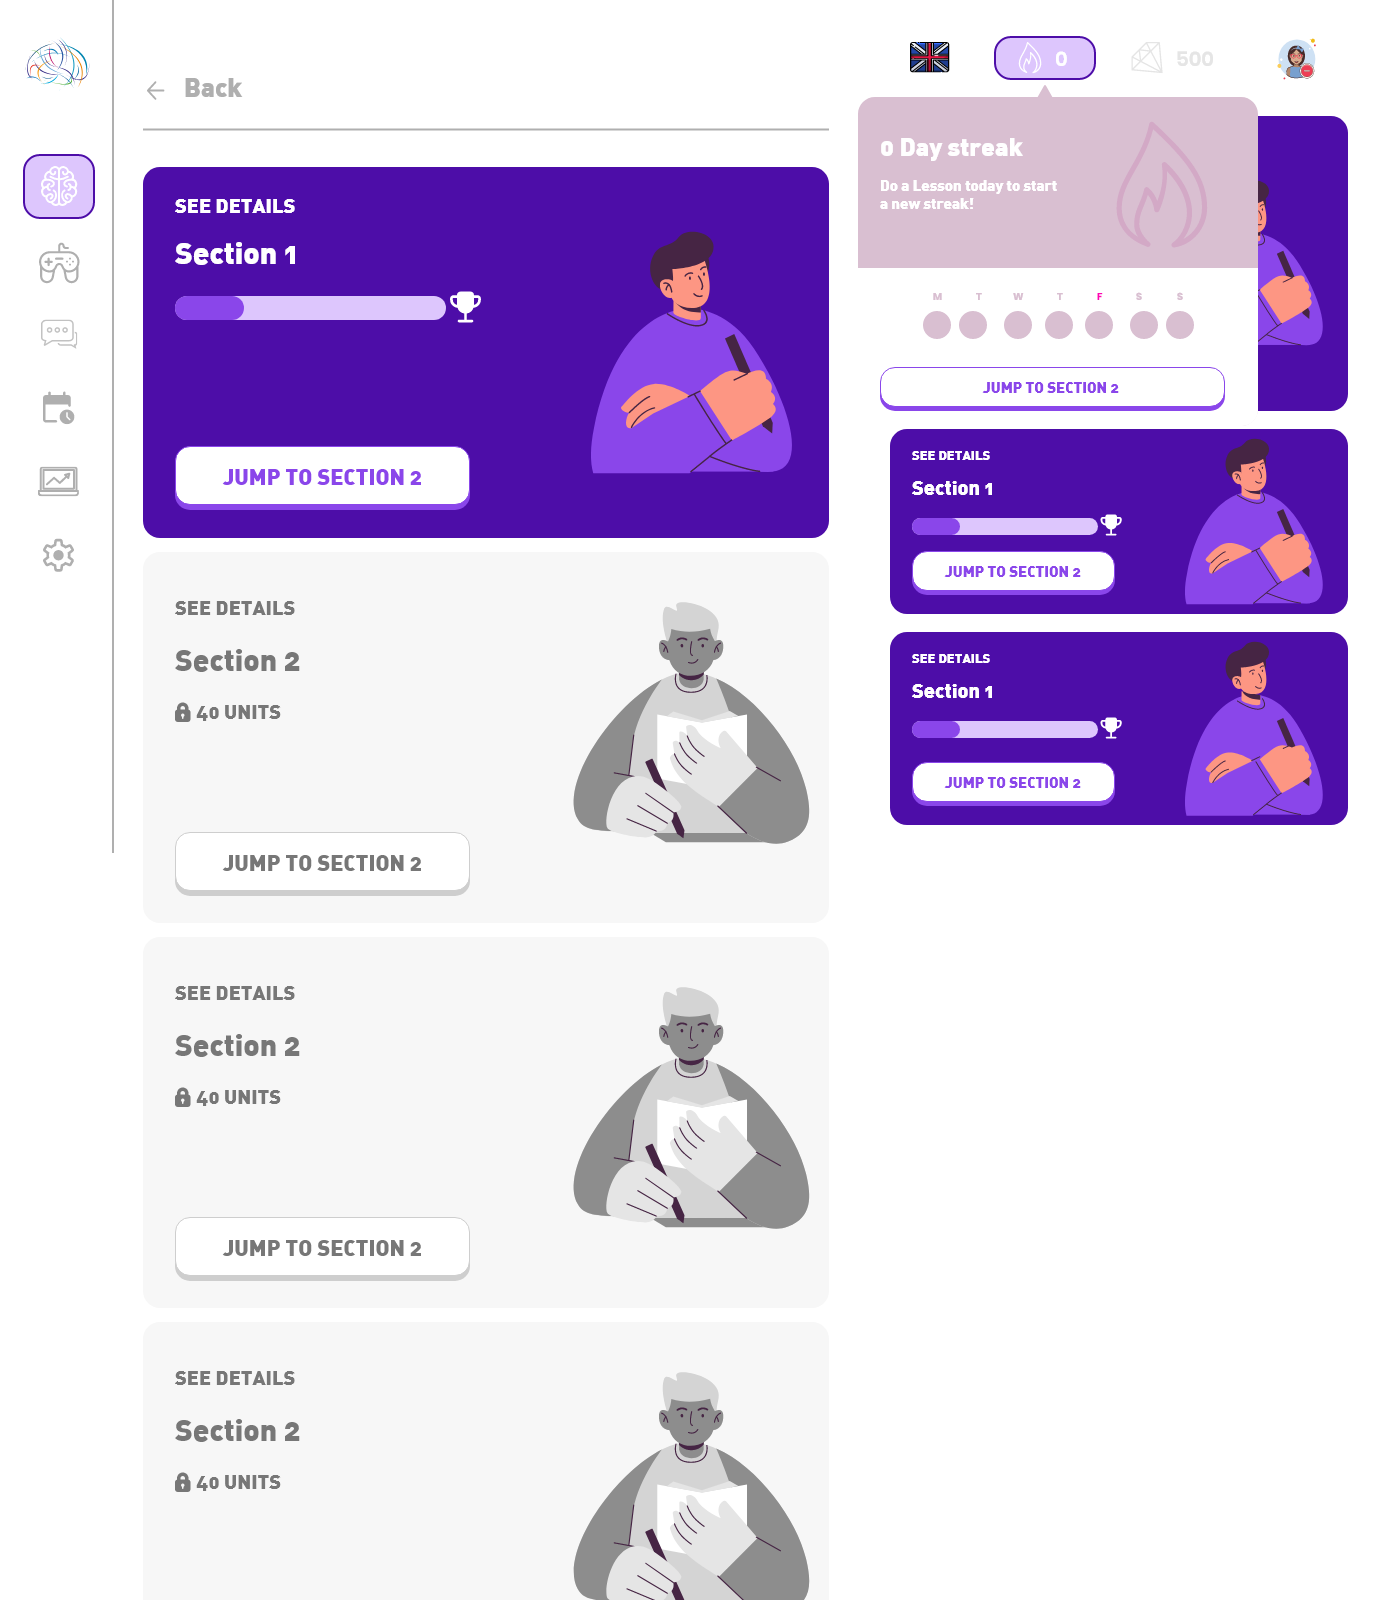 Back
0
500
SEE DETAILS
Section 1
JUMP TO SECTION 2
SEE DETAILS
Section 2
40 UNITS
JUMP TO SECTION 2
SEE DETAILS
Section 2
40 UNITS
JUMP TO SECTION 2
SEE DETAILS
Section 2
40 UNITS
0 Day streak
Do a Lesson today to start
a new streak!
M T W T F S S
JUMP TO SECTION 2
SEE DETAILS
Section 1
JUMP TO SECTION 2
SEE DETAILS
Section 1
JUMP TO SECTION 2